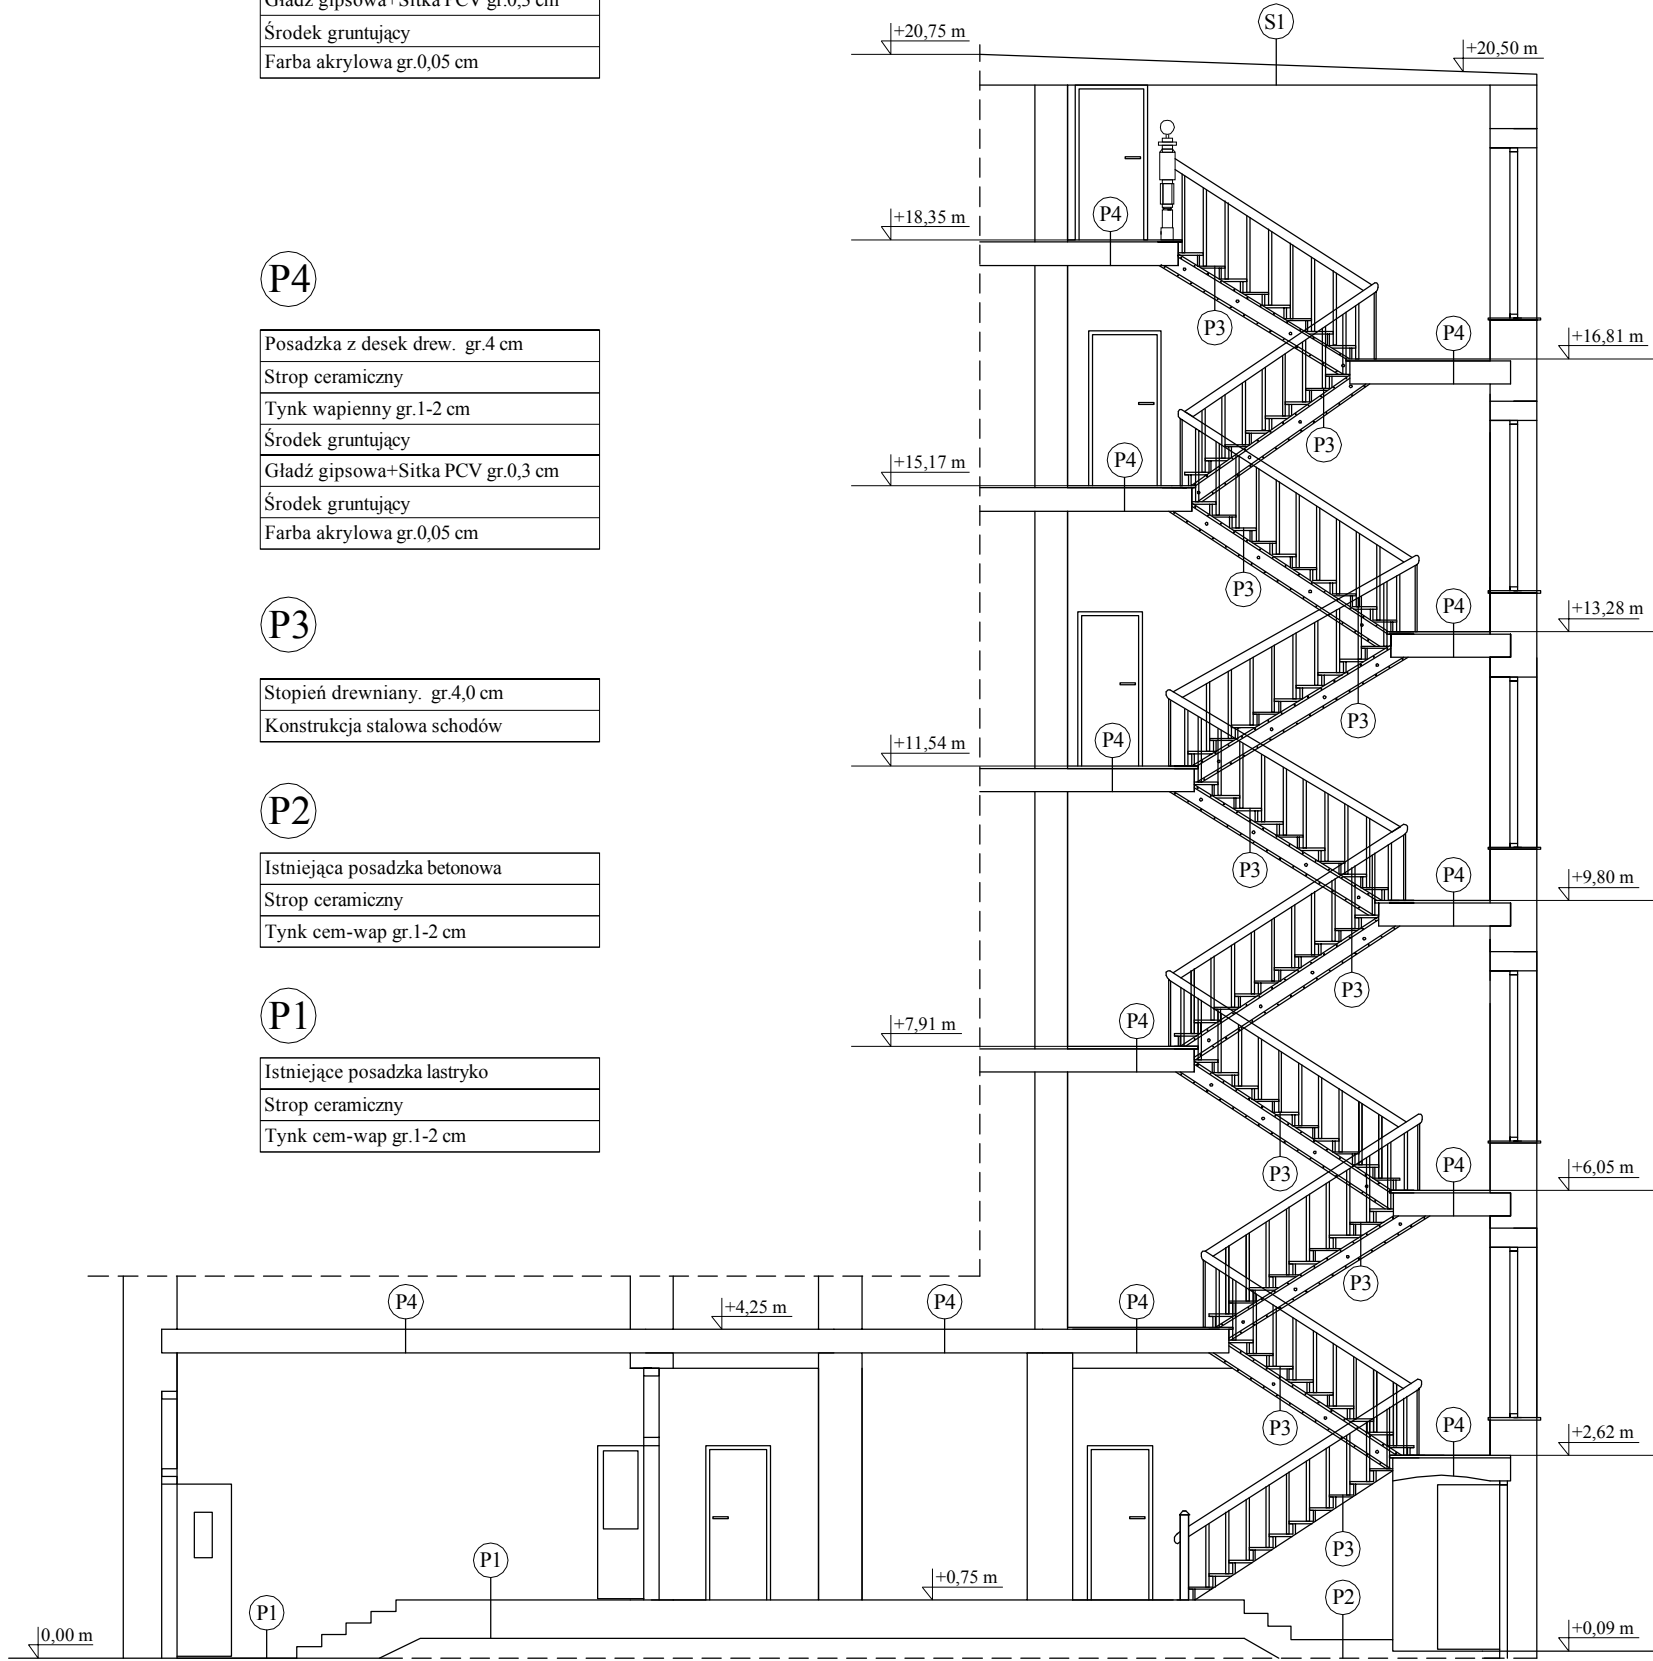 Gładź gipsowa+Sitka PCV gr.0,3 cm
Środek gruntujący
Farba akrylowa gr.0,05 cm
P4
Posadzka z desek drew. gr.4 cm
Strop ceramiczny
Tynk wapienny gr.1-2 cm
Środek gruntujący
Gładź gipsowa+Sitka PCV gr.0,3 cm
Środek gruntujący
Farba akrylowa gr.0,05 cm
P3
Stopień drewniany. gr.4,0 cm
Konstrukcja stalowa schodów
P2
Istniejąca posadzka betonowa
Strop ceramiczny
Tynk cem-wap gr.1-2 cm
P1
Istniejące posadzka lastryko
Strop ceramiczny
Tynk cem-wap gr.1-2 cm
S1
+20,75 m
+20,50 m
+18,35 m
P4
P3
P4
+16,81 m
P3
+15,17 m
P4
P3
P4
+13,28 m
P3
+11,54 m
P4
P3
P4
+9,80 m
P3
+7,91 m
P4
P3
P4
+6,05 m
P3
P4
+4,25 m
P4
P4
P3
P4
+2,62 m
P3
P1
+0,75 m
P2
P1
0,00 m
+0,09 m